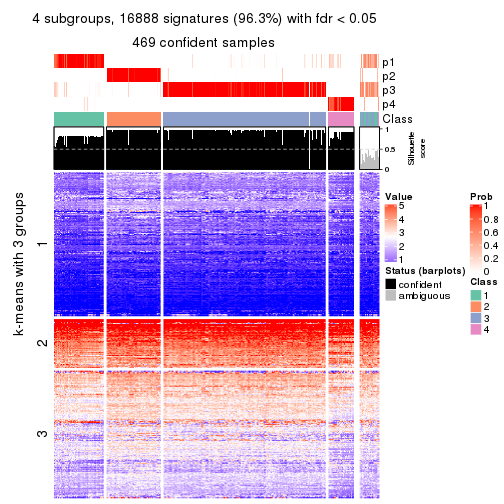 4 subgroups, 16888 signatures (96.3%) with fdr < 0.05
469 confident samples
p1
p2
p3
p4
Class
1
0.5
0
Silhouette
score
k-means with 3 groups
1
2
3
Value
5
4
3
2
1
Status (barplots)
confident
ambiguous
Prob
1
0.8
0.6
0.4
0.2
0
Class
1
2
3
4